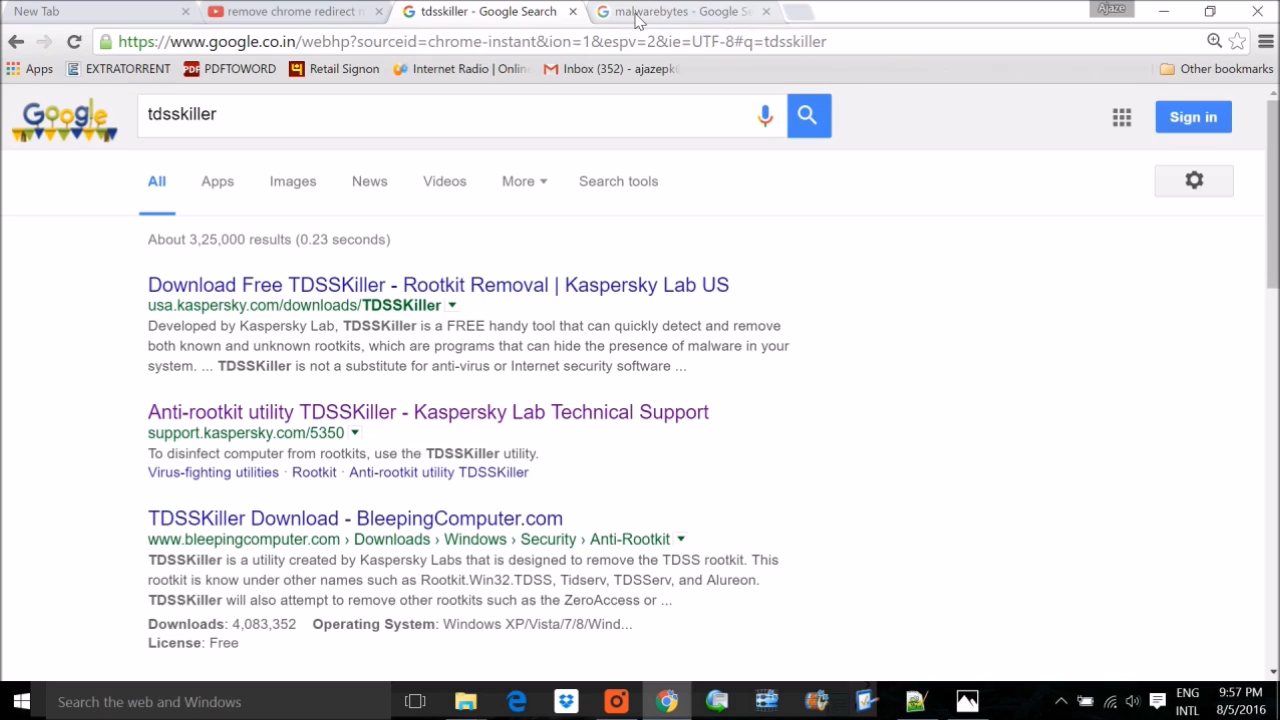 New Tab
remove chrome redirect
tdsskiller - Google Search
malwarebytes - Google Se
Ajaze
https://www.google.co.in/webhp?sourceid=chrome-instant&ion=1&espv=2&ie=UTF-8#q=tdsskiller
Apps
EXTRATORRENT
PDF PDFTOWORD
Retail Signon
Internet Radio | Onlin
Inbox (352) - ajazepk
Other bookmarks
Google
tdsskiller
Sign in
All Apps Images News Videos More Search tools
About 3,25,000 results (0.23 seconds)
Download Free TDSSKiller - Rootkit Removal | Kaspersky Lab US
usa.kaspersky.com/downloads/TDSSKiller
Developed by Kaspersky Lab, TDSSKiller is a FREE handy tool that can quickly detect and remove
both known and unknown rootkits, which are programs that can hide the presence of malware in your
system. ... TDSSKiller is not a substitute for anti-virus or Internet security software ...
Anti-rootkit utility TDSSKiller - Kaspersky Lab Technical Support
support.kaspersky.com/5350
To disinfect computer from rootkits, use the TDSSKiller utility.
Virus-fighting utilities · Rootkit · Anti-rootkit utility TDSSKiller
TDSSKiller Download - BleepingComputer.com
www.bleepingcomputer.com › Downloads › Windows › Security › Anti-Rootkit
TDSSKiller is a utility created by Kaspersky Labs that is designed to remove the TDSS rootkit. This
rootkit is know under other names such as Rootkit.Win32.TDSS, Tidserv, TDSServ, and Alureon.
TDSSKiller will also attempt to remove other rootkits such as the ZeroAccess or ...
Downloads: 4,083,352 Operating System: Windows XP/Vista/7/8/Wind...
License: Free
Search the web and Windows
ENG
INTL
9:57 PM
8/5/2016